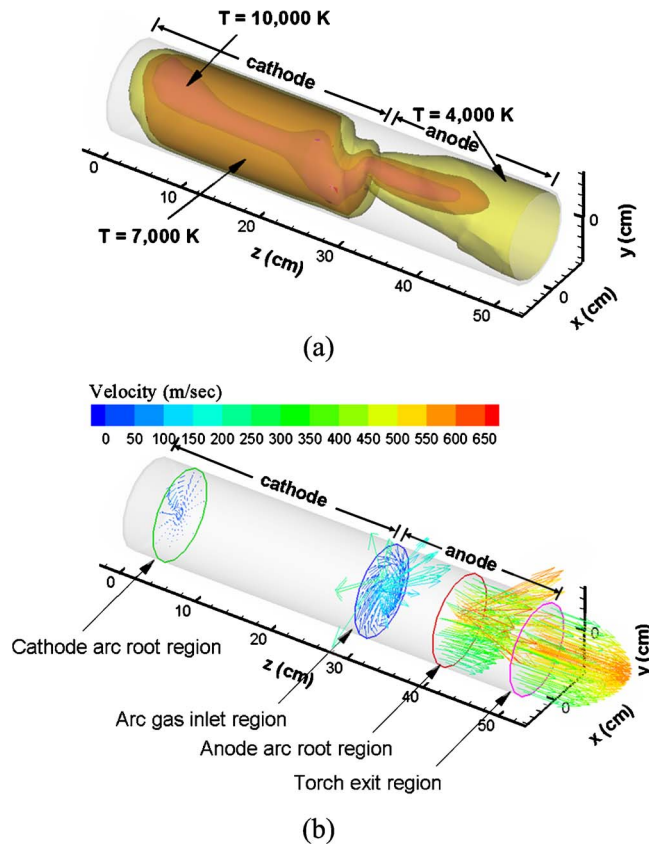 T = 10,000 K
cathode
T = 4,000 K
anode
T = 7,000 K
0
10
20
30
40
50
z (cm)
0
x (cm)
0
y (cm)
(a)
Velocity (m/sec)
0 50 100 150 200 250 300 350 400 450 500 550 600 650
cathode
anode
0
10
20
30
40
50
z (cm)
0
x (cm)
0
y (cm)
Cathode arc root region
Arc gas inlet region
Anode arc root region
Torch exit region
(b)